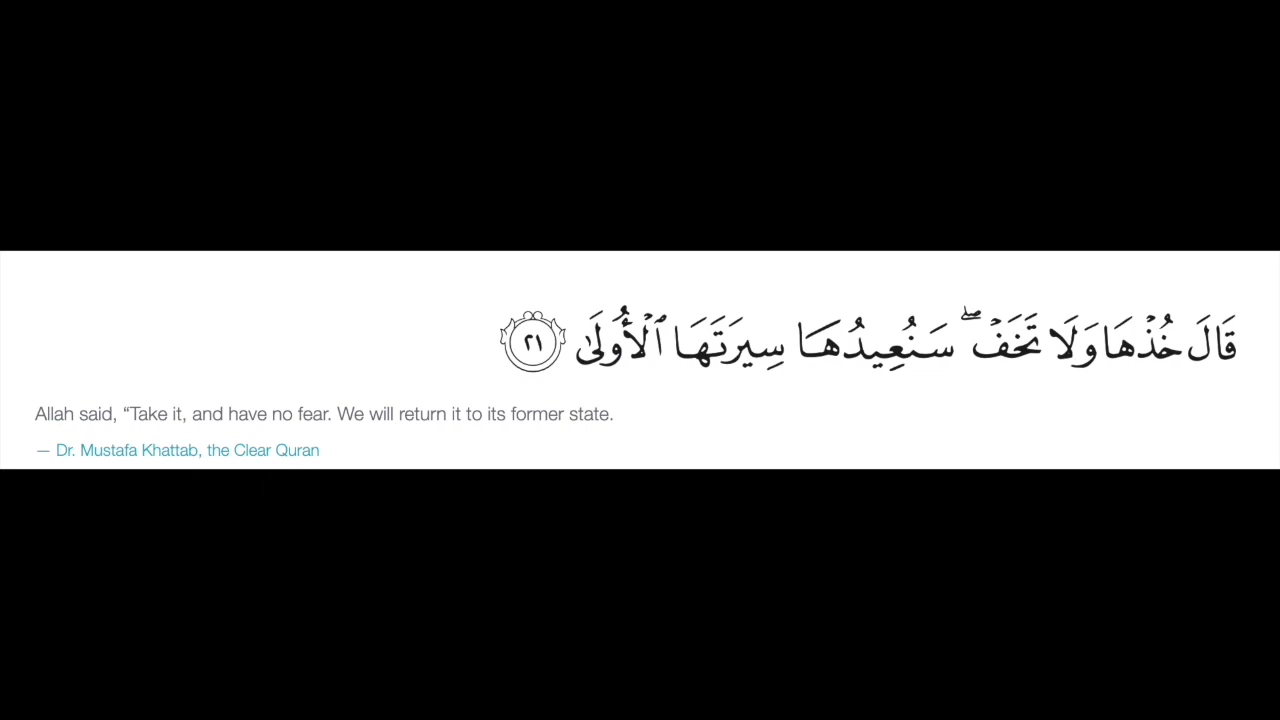 قَالَ خُذْهَا وَلَا تَخَفْ ۖ سَنُعِيدُهَا سِيرَتَهَا ٱلْأُولَىٰ ٢١
Allah said, “Take it, and have no fear. We will return it to its former state.
— Dr. Mustafa Khattab, the Clear Quran